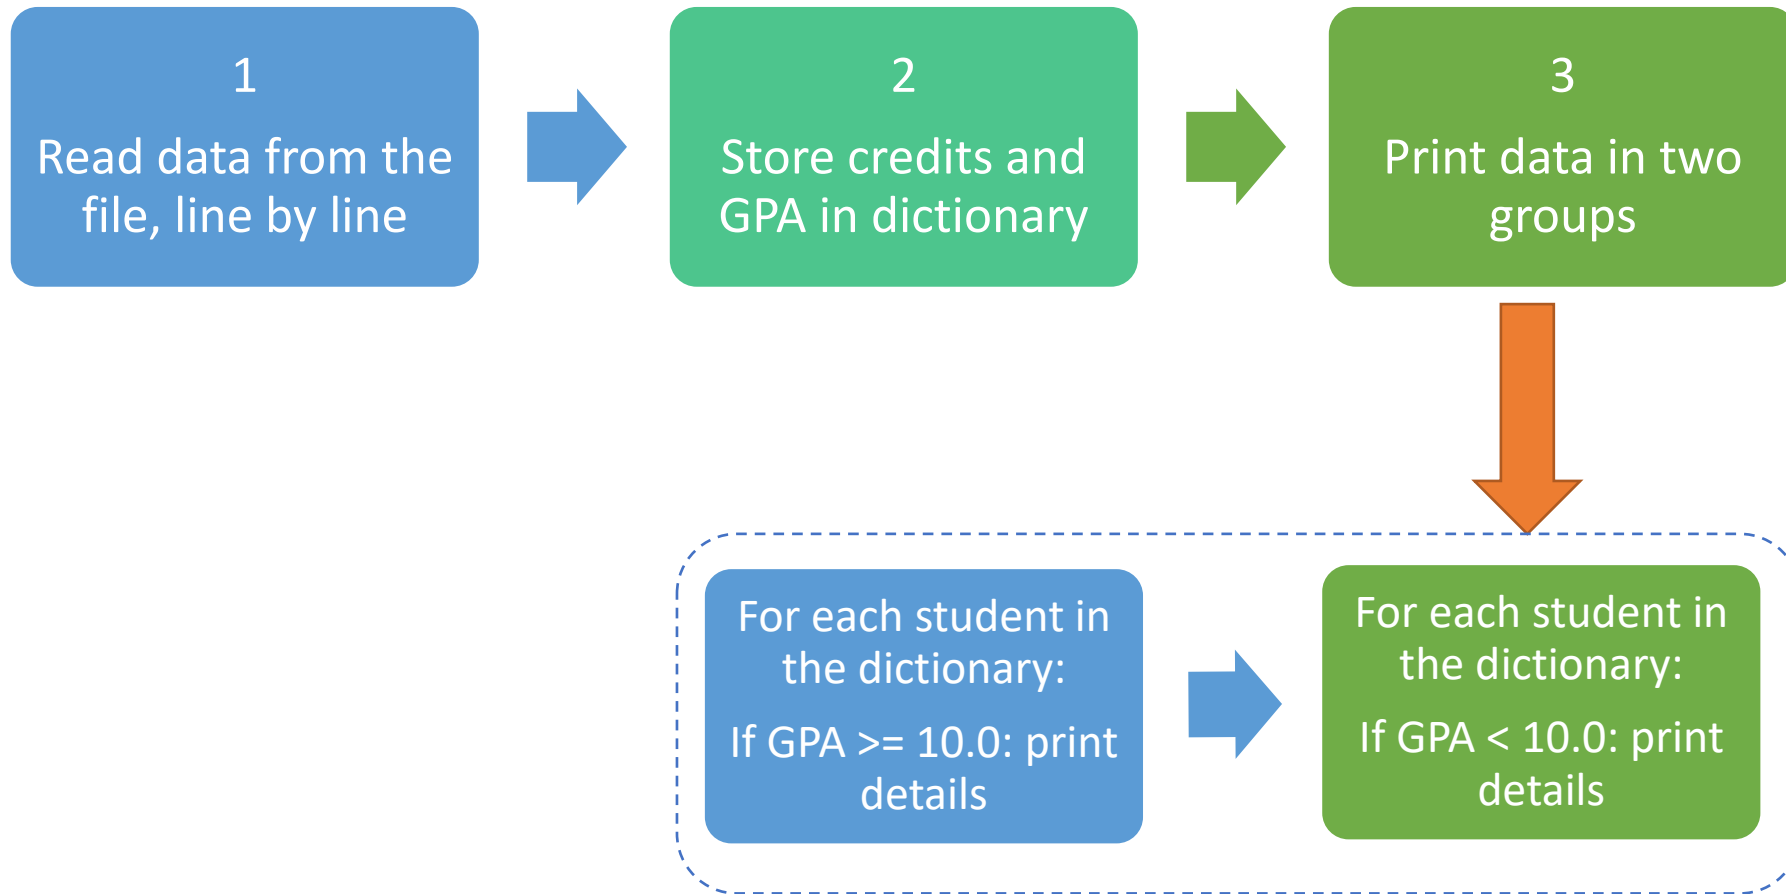 1
Read data from the
file, line by line
2
Store credits and
GPA in dictionary
3
Print data in two
groups
For each student in
the dictionary:
If GPA >= 10.0: print
details
For each student in
the dictionary:
If GPA < 10.0: print
details